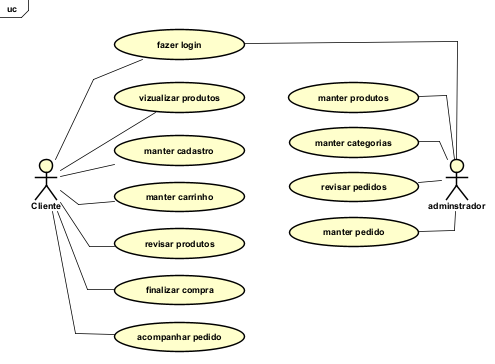 uc
fazer login
vizualizar produtos
manter produtos
manter cadastro
manter categorias
revisar pedidos
manter carrinho
Cliente
adminstrador
manter pedido
revisar produtos
finalizar compra
acompanhar pedido